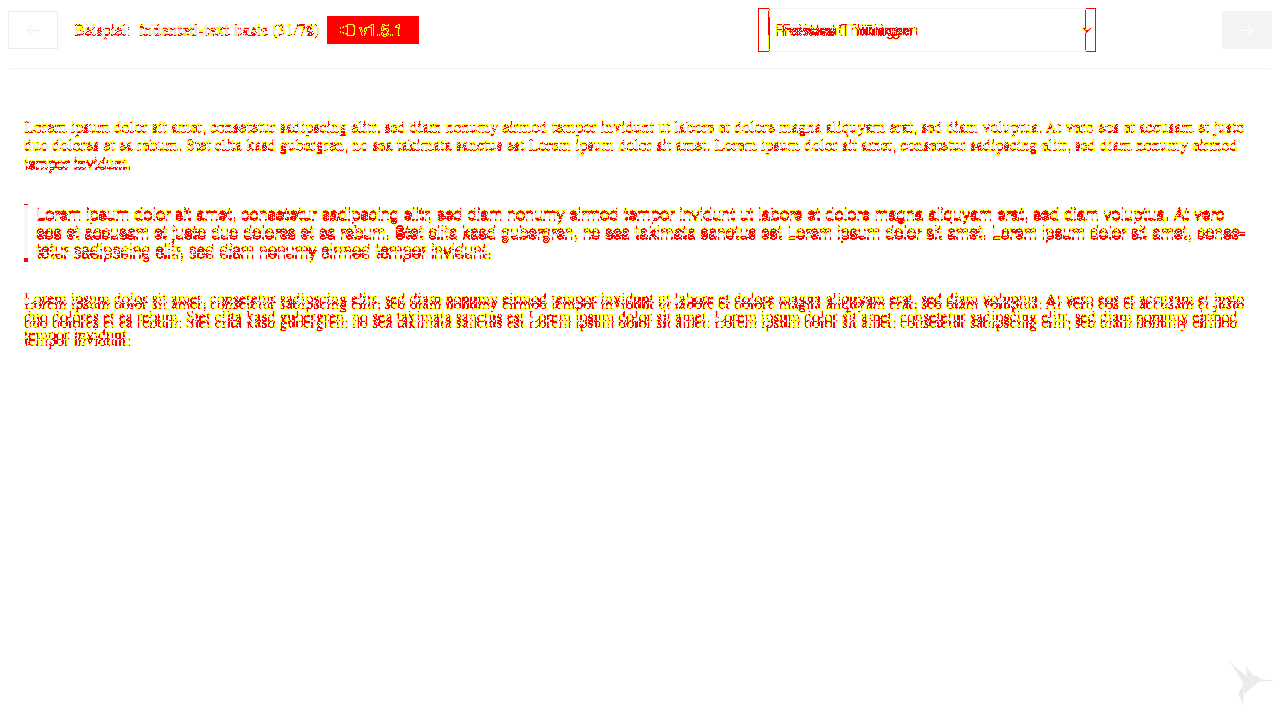 Beispiel: indented-text basic (31/78) v1.5.1
Freistaat Thüringen
Lorem ipsum dolor sit amet, consetetur sadipscing elitr, sed diam nonumy eirmod tempor invidunt ut labore et dolore magna aliquyam erat, sed diam voluptua. At vero eos et accusam et justo
duo dolores et ea rebum. Stet clita kasd gubergren, no sea takimata sanctus est Lorem ipsum dolor sit amet. Lorem ipsum dolor sit amet, consetetur sadipscing elitr, sed diam nonumy eirmod
tempor invidunt.
Lorem ipsum dolor sit amet, consetetur sadipscing elitr, sed diam nonumy eirmod tempor invidunt ut labore et dolore magna aliquyam erat, sed diam voluptua. At vero
eos et accusam et justo duo dolores et ea rebum. Stet clita kasd gubergren, no sea takimata sanctus est Lorem ipsum dolor sit amet. Lorem ipsum dolor sit amet, conse-
tetur sadipscing elitr, sed diam nonumy eirmod tempor invidunt.
Lorem ipsum dolor sit amet, consetetur sadipscing elitr, sed diam nonumy eirmod tempor invidunt ut labore et dolore magna aliquyam erat, sed diam voluptua. At vero eos et accusam et justo
duo dolores et ea rebum. Stet clita kasd gubergren, no sea takimata sanctus est Lorem ipsum dolor sit amet. Lorem ipsum dolor sit amet, consetetur sadipscing elitr, sed diam nonumy eirmod
tempor invidunt.